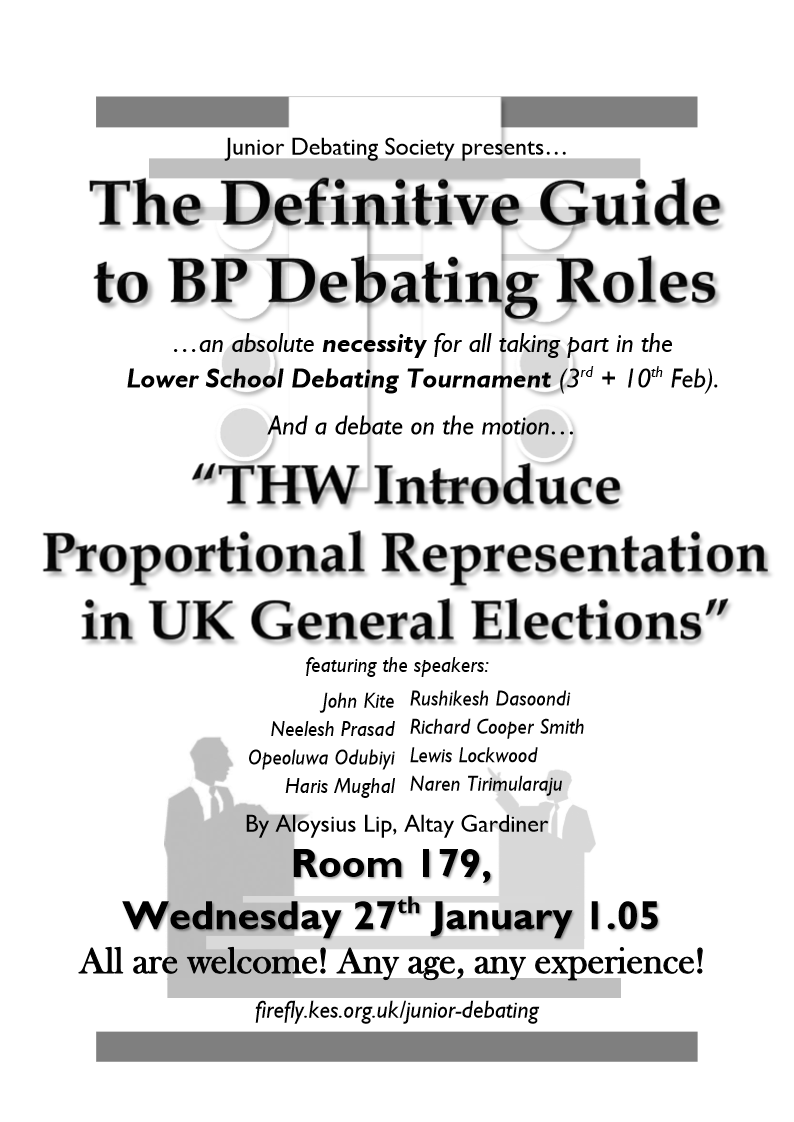 Junior Debating Society presents…
The Definitive Guide
to BP Debating Roles
…an absolute necessity for all taking part in the
Lower School Debating Tournament (3rd + 10th Feb).
And a debate on the motion…
“THW Introduce
Proportional Representation
in UK General Elections”
featuring the speakers:
John Kite Rushikesh Dasoondi
Neelesh Prasad Richard Cooper Smith
Opeoluwa Odubiyi Lewis Lockwood
Haris Mughal Naren Tirimularaju
By Aloysius Lip, Altay Gardiner
Room 179,
Wednesday 27th January 1.05
All are welcome! Any age, any experience!
firefly.kes.org.uk/junior-debating